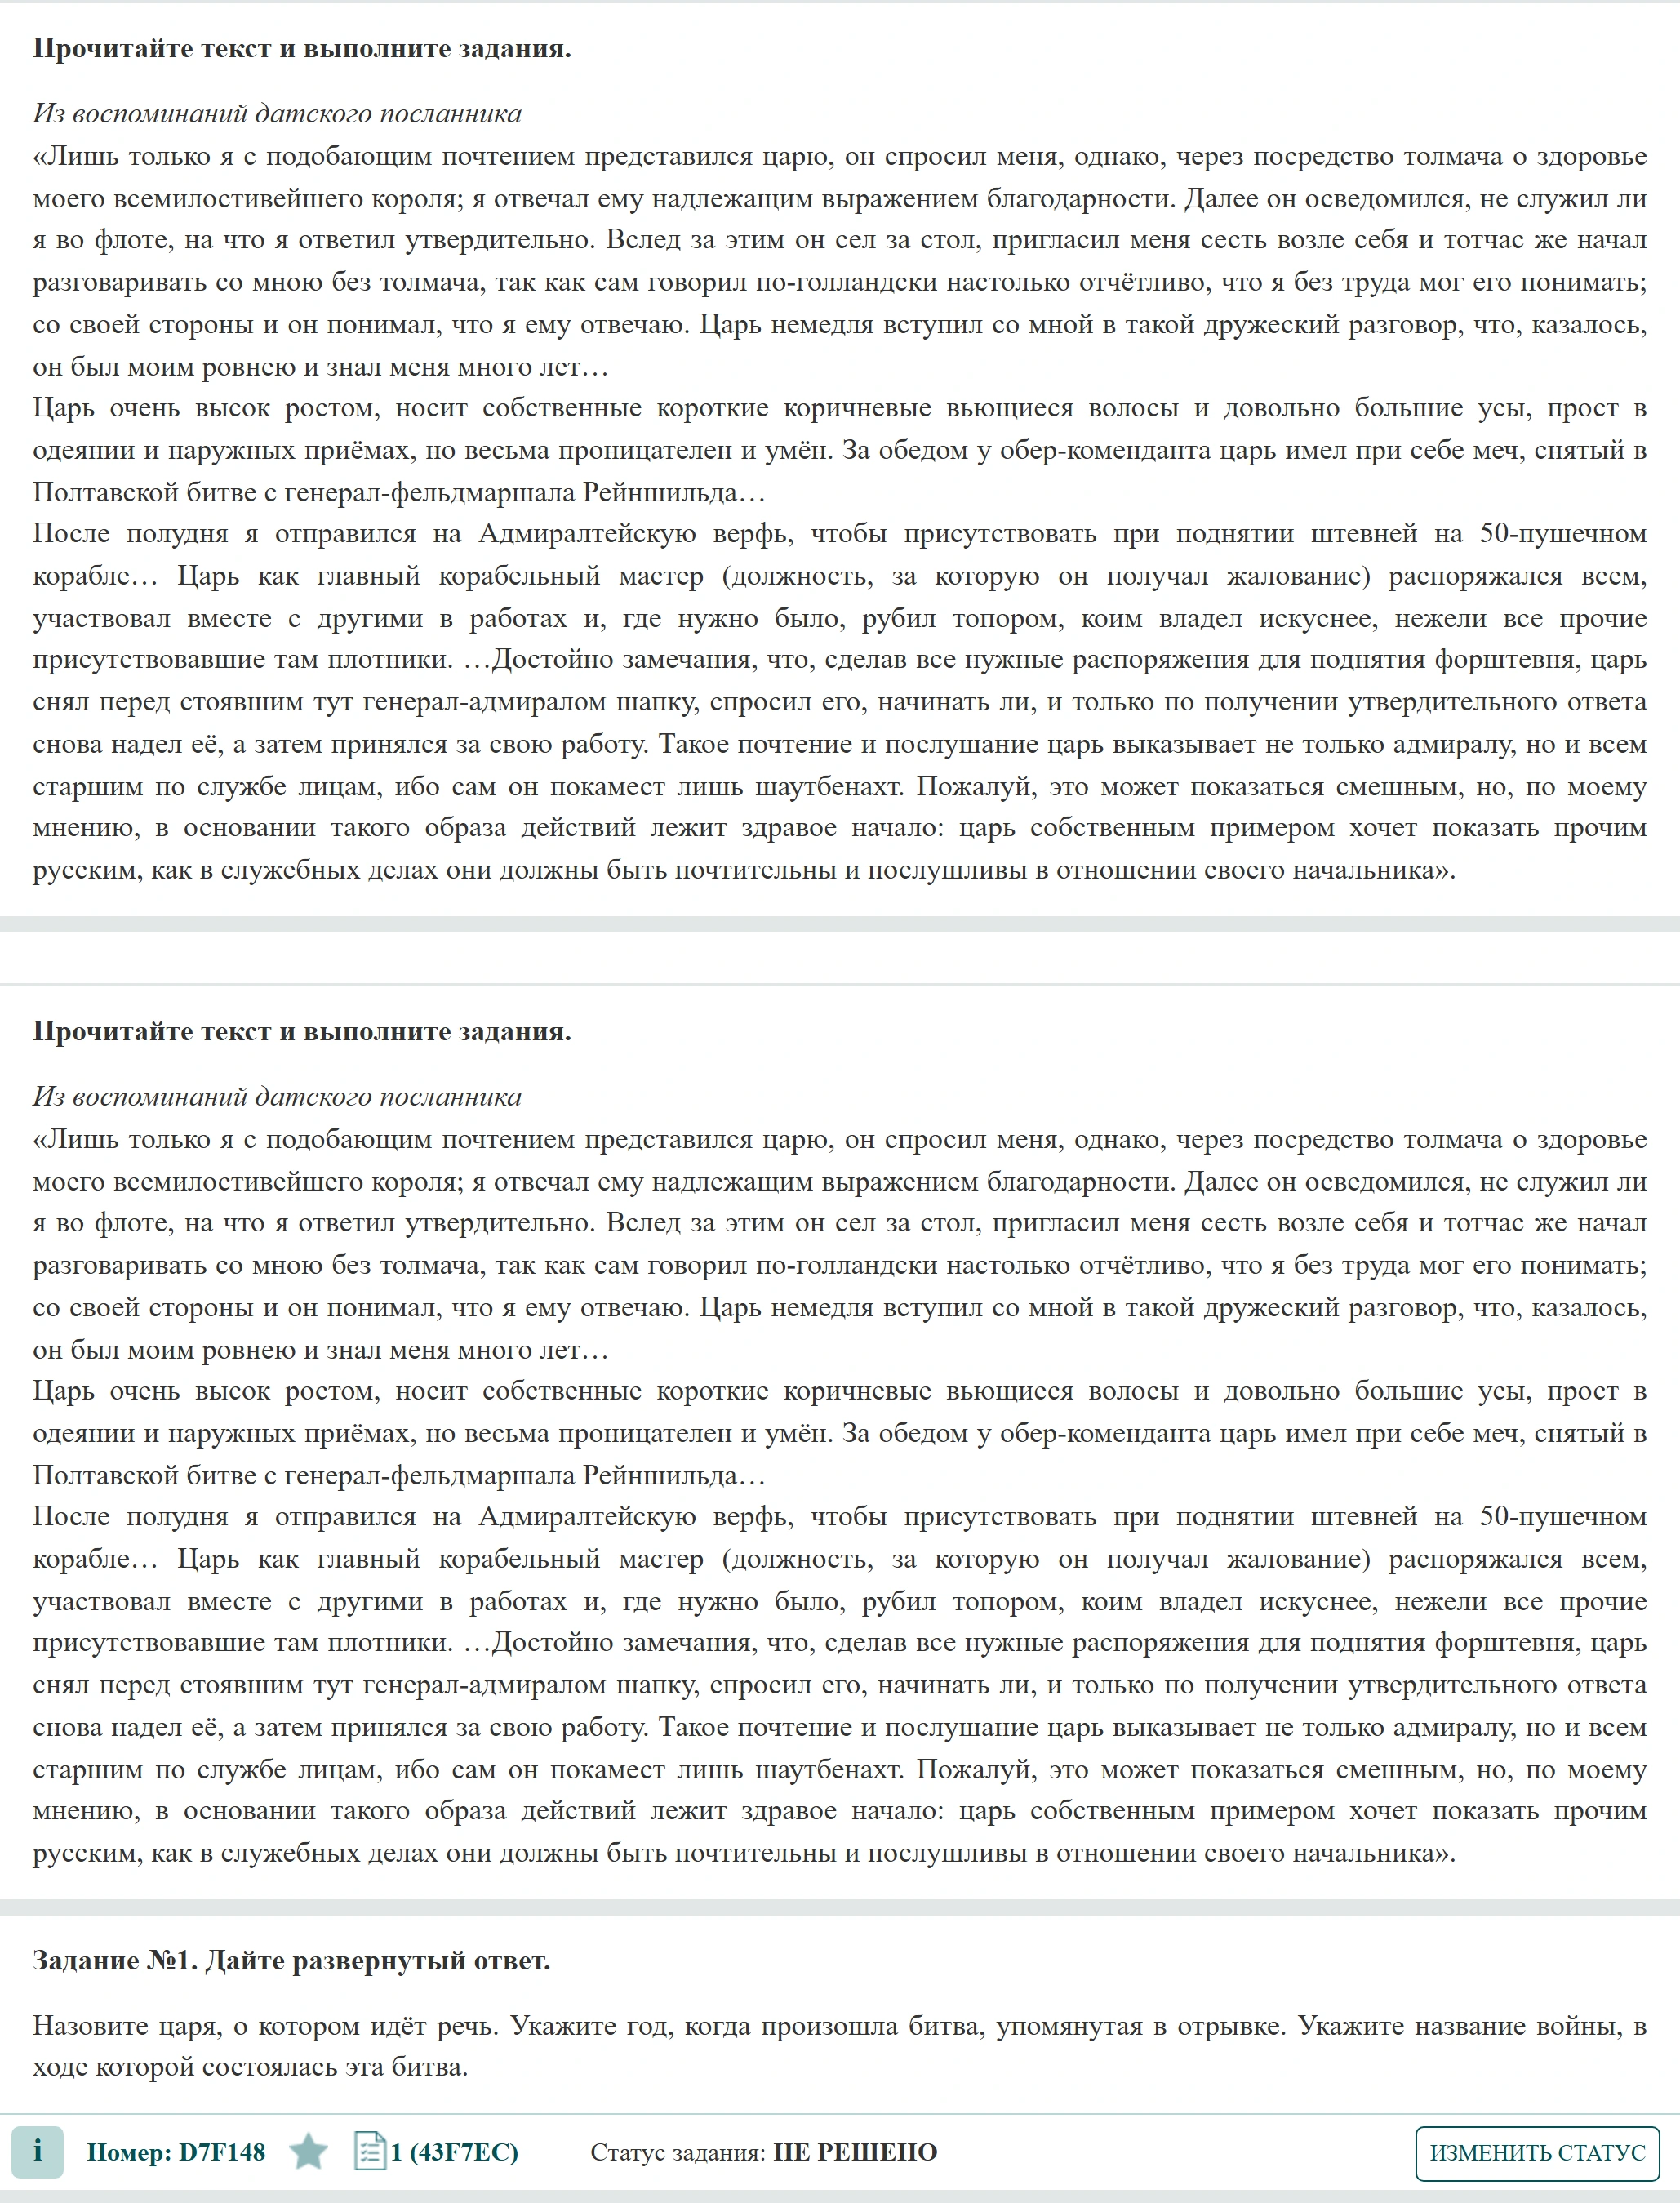 Прочитайте текст и выполните задания.
Из воспоминаний датского посланника
«Лишь только я с подобающим почтением представился царю, он спросил меня, однако, через посредство толмача о здоровье
моего всемилостивейшего короля; я отвечал ему надлежащим выражением благодарности. Далее он осведомился, не служил ли
я во флоте, на что я ответил утвердительно. Вслед за этим он сел за стол, пригласил меня сесть возле себя и тотчас же начал
разговаривать со мною без толмача, так как сам говорил по-голландски настолько отчётливо, что я без труда мог его понимать;
со своей стороны и он понимал, что я ему отвечаю. Царь немедля вступил со мной в такой дружеский разговор, что, казалось,
он был моим ровнею и знал меня много лет…
Царь очень высок ростом, носит собственные короткие коричневые вьющиеся волосы и довольно большие усы, прост в
одеянии и наружных приёмах, но весьма проницателен и умён. За обедом у обер-коменданта царь имел при себе меч, снятый в
Полтавской битве с генерал-фельдмаршала Рейншильда…
После полудня я отправился на Адмиралтейскую верфь, чтобы присутствовать при поднятии штевней на 50-пушечном
корабле… Царь как главный корабельный мастер (должность, за которую он получал жалование) распоряжался всем,
участвовал вместе с другими в работах и, где нужно было, рубил топором, коим владел искуснее, нежели все прочие
присутствовавшие там плотники. …Достойно замечания, что, сделав все нужные распоряжения для поднятия форштевня, царь
снял перед стоявшим тут генерал-адмиралом шапку, спросил его, начинать ли, и только по получении утвердительного ответа
снова надел её, а затем принялся за свою работу. Такое почтение и послушание царь выказывает не только адмиралу, но и всем
старшим по службе лицам, ибо сам он покамест лишь шаутбенахт. Пожалуй, это может показаться смешным, но, по моему
мнению, в основании такого образа действий лежит здравое начало: царь собственным примером хочет показать прочим
русским, как в служебных делах они должны быть почтительны и послушливы в отношении своего начальника».
Прочитайте текст и выполните задания.
Из воспоминаний датского посланника
«Лишь только я с подобающим почтением представился царю, он спросил меня, однако, через посредство толмача о здоровье
моего всемилостивейшего короля; я отвечал ему надлежащим выражением благодарности. Далее он осведомился, не служил ли
я во флоте, на что я ответил утвердительно. Вслед за этим он сел за стол, пригласил меня сесть возле себя и тотчас же начал
разговаривать со мною без толмача, так как сам говорил по-голландски настолько отчётливо, что я без труда мог его понимать;
со своей стороны и он понимал, что я ему отвечаю. Царь немедля вступил со мной в такой дружеский разговор, что, казалось,
он был моим ровнею и знал меня много лет…
Царь очень высок ростом, носит собственные короткие коричневые вьющиеся волосы и довольно большие усы, прост в
одеянии и наружных приёмах, но весьма проницателен и умён. За обедом у обер-коменданта царь имел при себе меч, снятый в
Полтавской битве с генерал-фельдмаршала Рейншильда…
После полудня я отправился на Адмиралтейскую верфь, чтобы присутствовать при поднятии штевней на 50-пушечном
корабле… Царь как главный корабельный мастер (должность, за которую он получал жалование) распоряжался всем,
участвовал вместе с другими в работах и, где нужно было, рубил топором, коим владел искуснее, нежели все прочие
присутствовавшие там плотники. …Достойно замечания, что, сделав все нужные распоряжения для поднятия форштевня, царь
снял перед стоявшим тут генерал-адмиралом шапку, спросил его, начинать ли, и только по получении утвердительного ответа
снова надел её, а затем принялся за свою работу. Такое почтение и послушание царь выказывает не только адмиралу, но и всем
старшим по службе лицам, ибо сам он покамест лишь шаутбенахт. Пожалуй, это может показаться смешным, но, по моему
мнению, в основании такого образа действий лежит здравое начало: царь собственным примером хочет показать прочим
русским, как в служебных делах они должны быть почтительны и послушливы в отношении своего начальника».
Задание №1. Дайте развернутый ответ.
Назовите царя, о котором идёт речь. Укажите год, когда произошла битва, упомянутая в отрывке. Укажите название войны, в
ходе которой состоялась эта битва.
i Номер: D7F148 1 (43F7EC) Статус задания: НЕ РЕШЕНО ИЗМЕНИТЬ СТАТУС